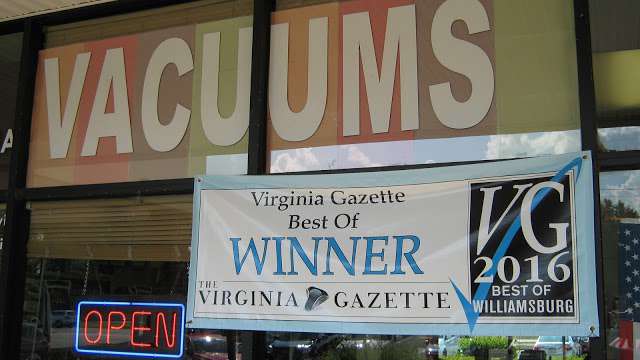 VACUUMS
A
Virginia Gazette
Best Of
WINNER
THE
VIRGINIA GAZETTE
VG
2016
BEST OF
WILLIAMSBURG
OPEN